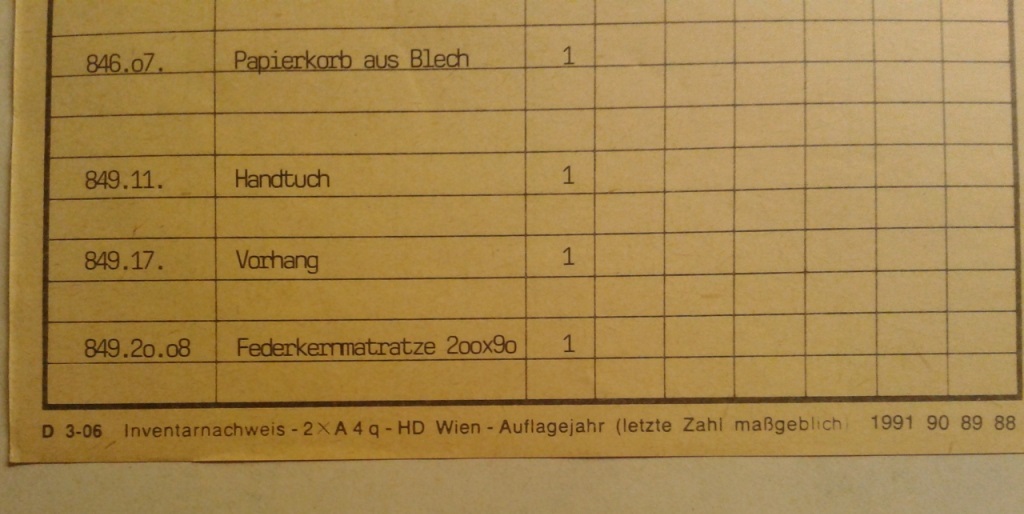 846.o7. Papierkorb aus Blech 1
849.11. Handtuch 1
849.17. Vorhang 1
849.2o.o8 Federkernmatratze 2oox9o 1
D 3-06 Inventarnachweis - 2×A 4 q - HD Wien - Auflagejahr (letzte Zahl maßgeblich) 1991 90 89 88